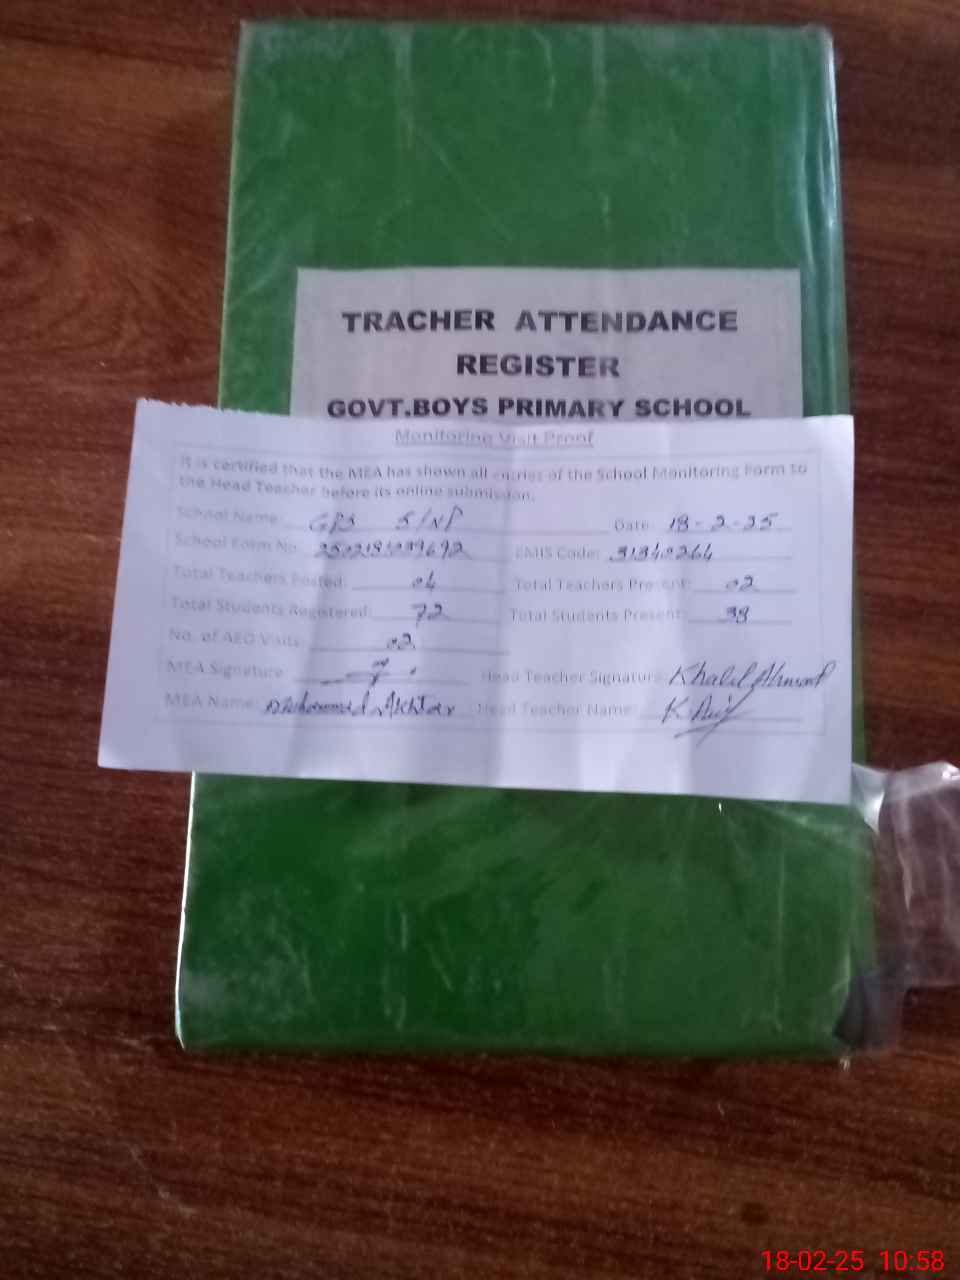 TRACHER ATTENDANCE
REGISTER
GOVT.BOYS PRIMARY SCHOOL
Monitoring Visit Proof
It is certified that the MEA has shown all entries of the School Monitoring Form to
the Head Teacher before its online submission.
School Name: GPS 5/NP Date: 18-2-25
School Form No. EMIS Code: 31340264
Total Teachers Posted: 04 Total Teachers Present: 02
Total Students Registered: 72 Total Students Present: 38
No. of AEO Visits: 02
MEA Signature: Head Teacher Signature: Khalil Ahmad
MEA Name: Muhammad Akhtar Head Teacher Name:
18-02-25 10:58